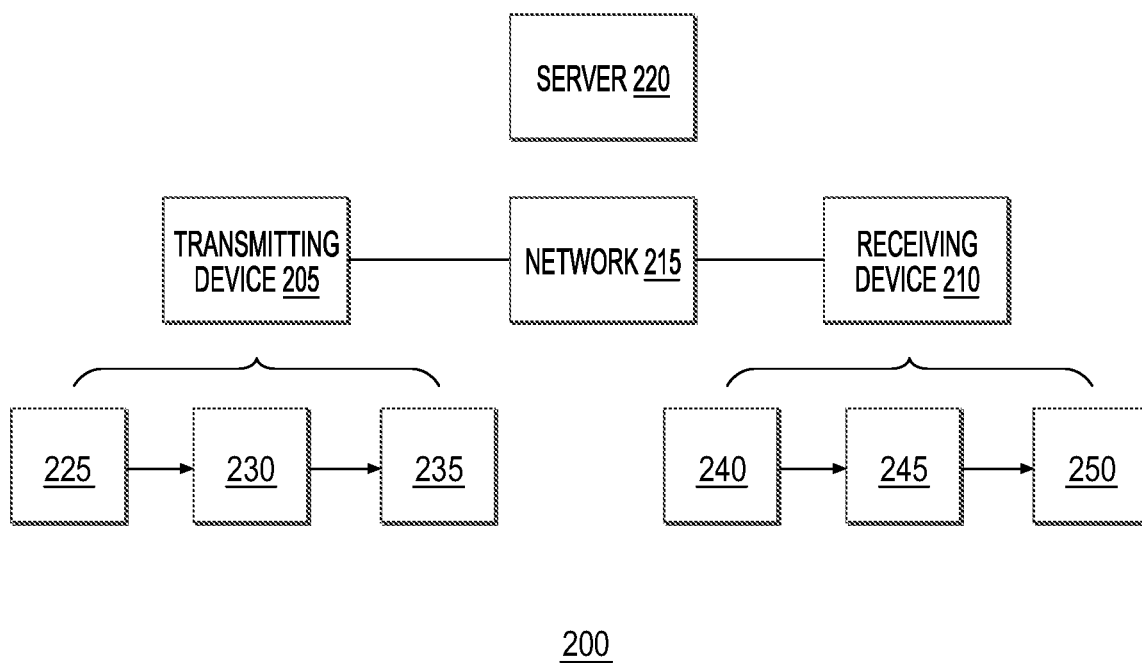 SERVER 220
TRANSMITTING
DEVICE 205
NETWORK 215
RECEIVING
DEVICE 210
225
230
235
240
245
250
200